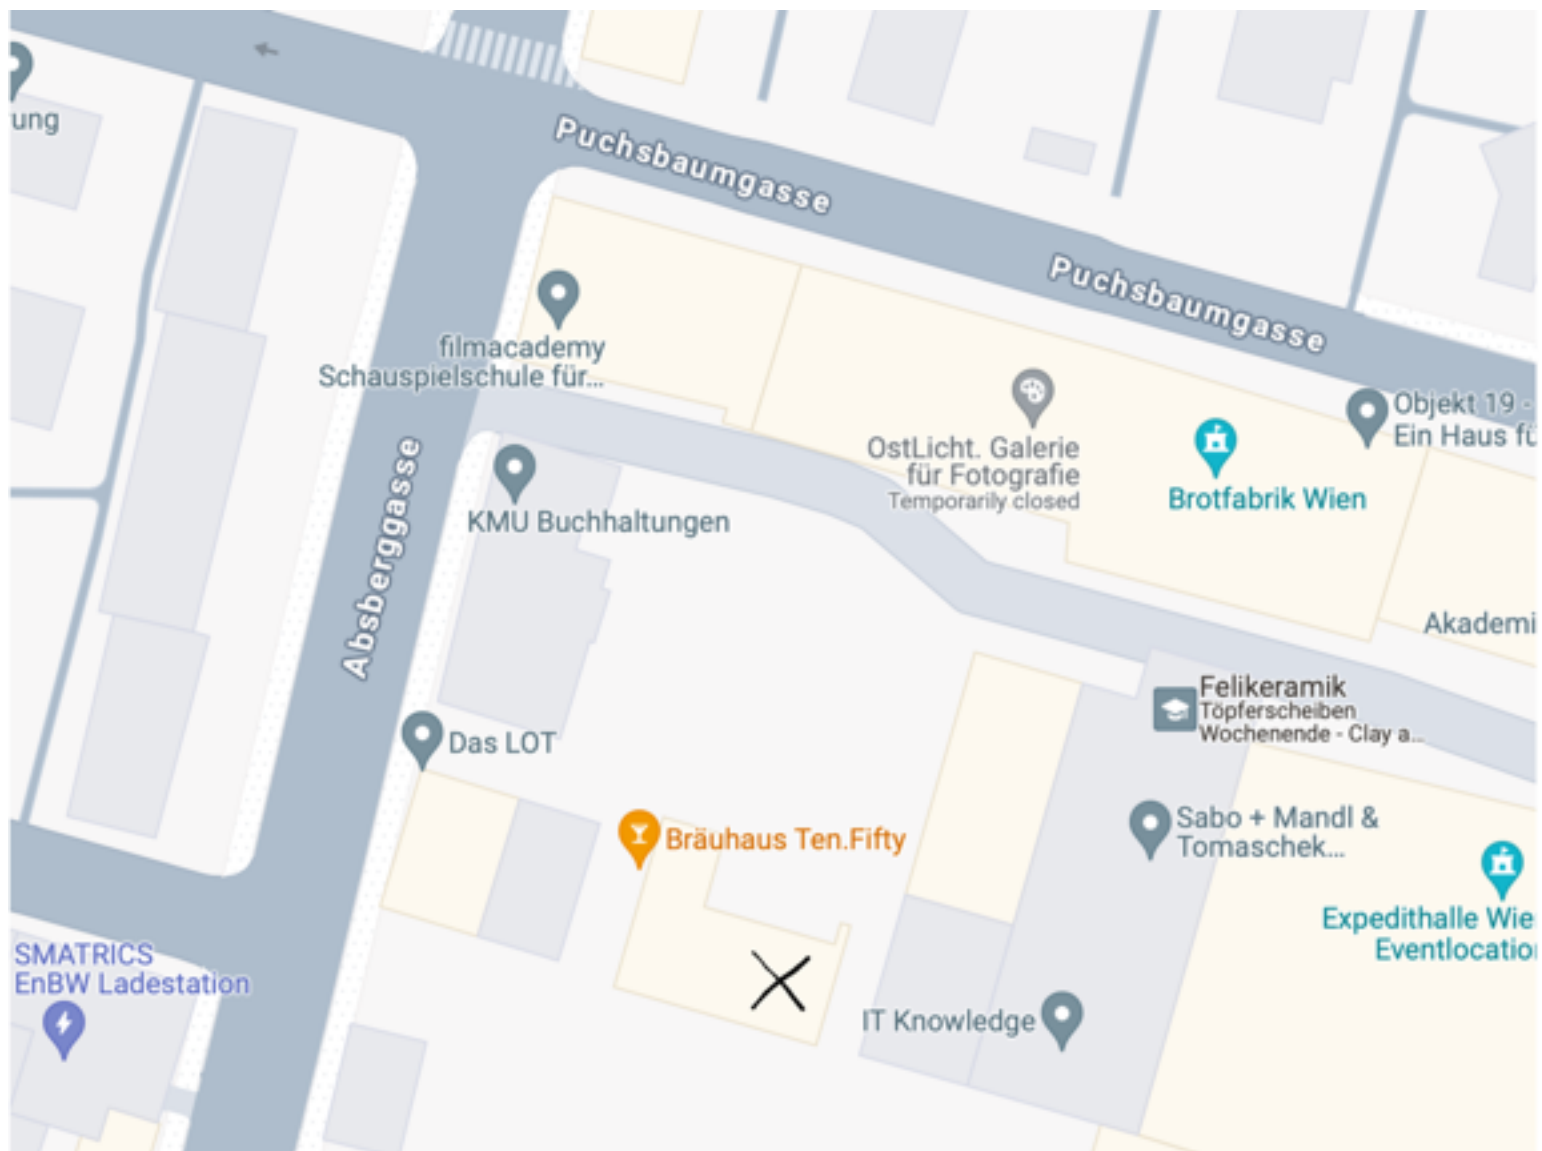 ung
Puchsbaumgasse
Puchsbaumgasse
filmacademy
Schauspielschule für...
Objekt 19 -
Ein Haus fü
OstLicht. Galerie
für Fotografie
Temporarily closed
Brotfabrik Wien
KMU Buchhaltungen
Absberggasse
Akademi
Felikeramik
Töpferscheiben
Wochenende - Clay a...
Das LOT
Bräuhaus Ten.Fifty
Sabo + Mandl &
Tomaschek...
Expedithalle Wie
Eventlocatio
SMATRICS
EnBW Ladestation
IT Knowledge